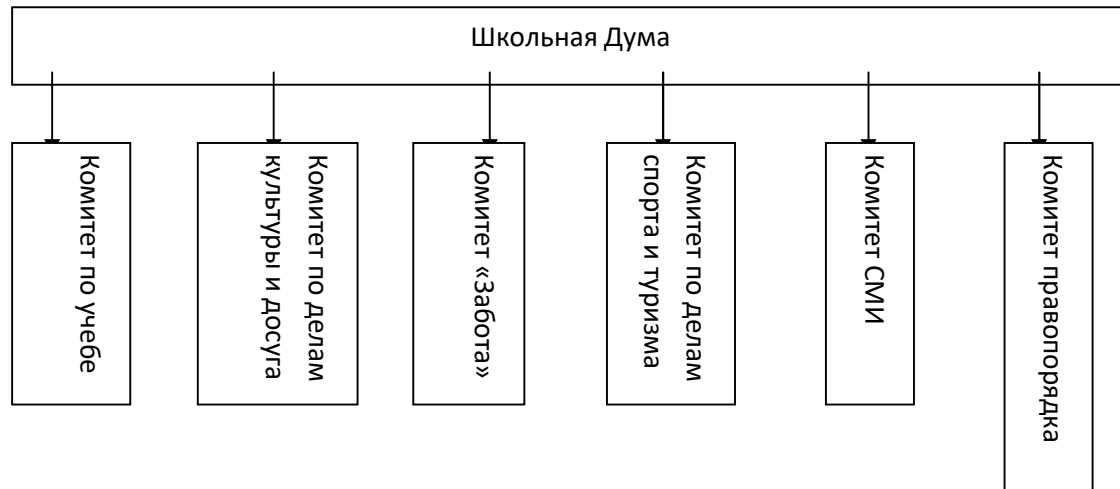 Школьная Дума
Комитет по учебе
Комитет по делам
культуры и досуга
Комитет «Забота»
Комитет по делам
спорта и туризма
Комитет СМИ
Комитет правопорядка